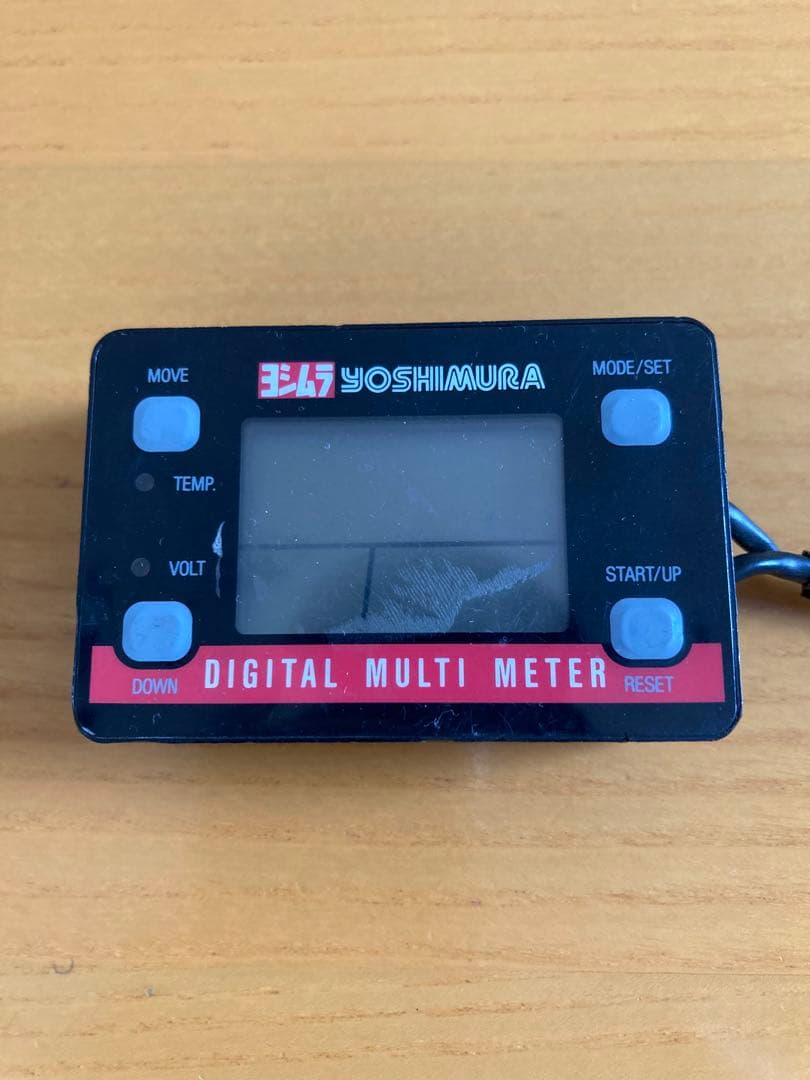 MOVE
ヨシムラ YOSHIMURA
MODE/SET
TEMP.
VOLT
START/UP
DIGITAL MULTI METER
DOWN
RESET